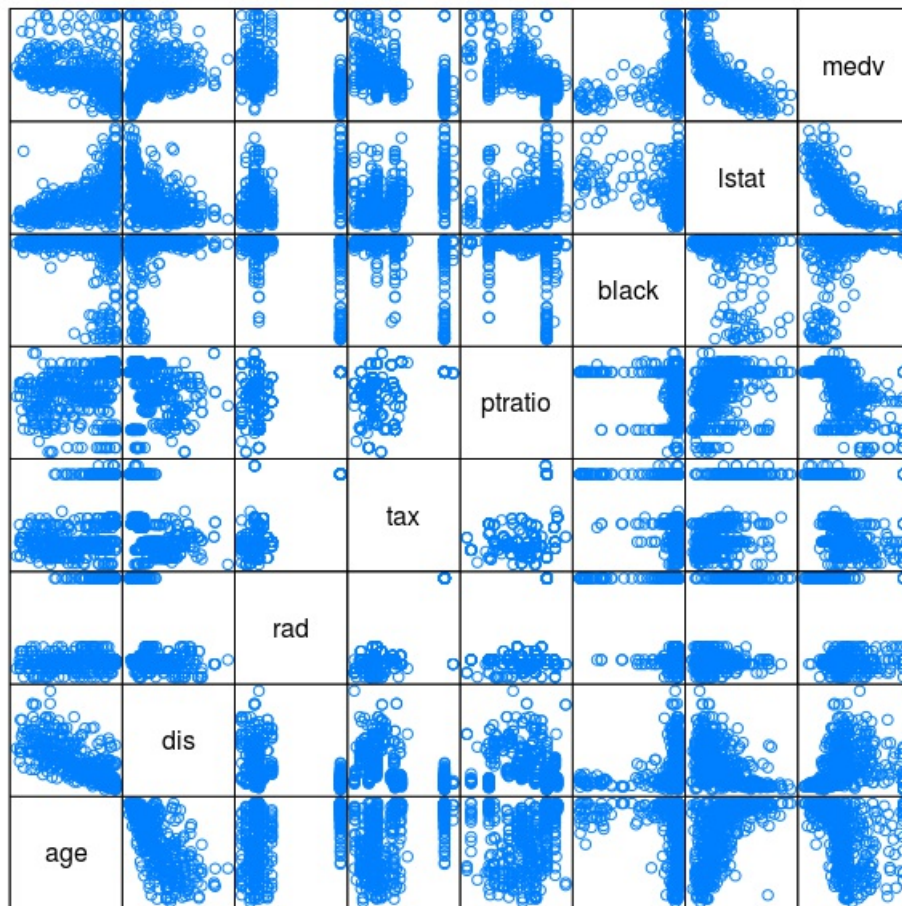 medv
lstat
black
ptratio
tax
rad
dis
age